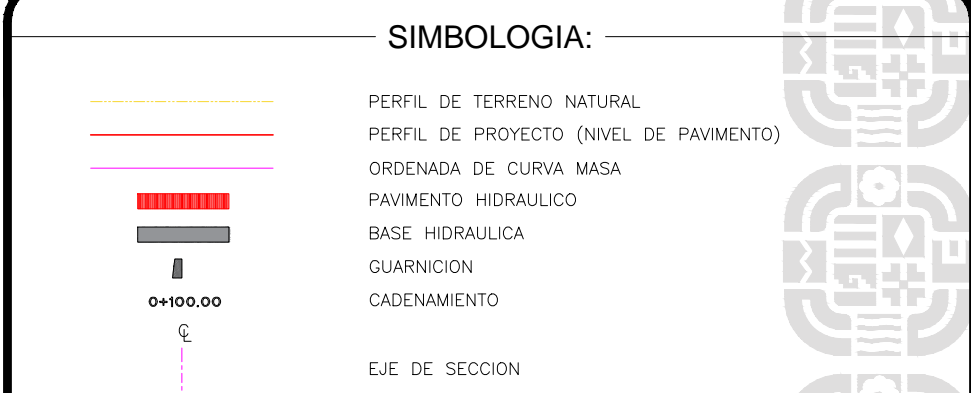 SIMBOLOGIA:
PERFIL DE TERRENO NATURAL
PERFIL DE PROYECTO (NIVEL DE PAVIMENTO)
ORDENADA DE CURVA MASA
PAVIMENTO HIDRAULICO
BASE HIDRAULICA
GUARNICION
0+100.00 CADENAMIENTO
℄
EJE DE SECCION